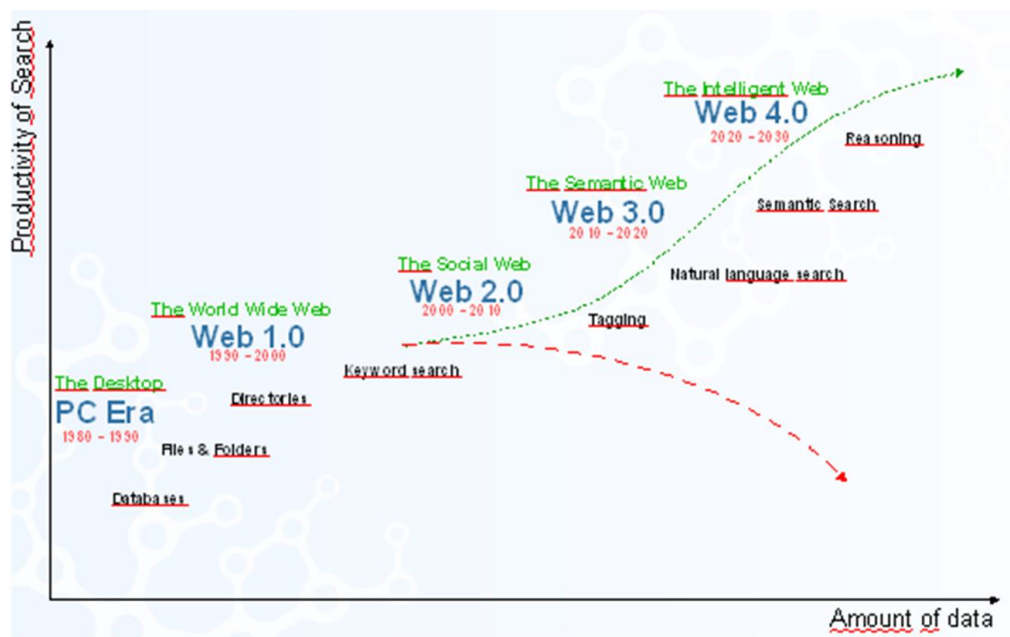 Productivity of Search
The Intelligent Web
Web 4.0
2020 - 2030
Reasoning
The Semantic Web
Web 3.0
2010 - 2020
Semantic Search
The Social Web
Web 2.0
2000 - 2010
Natural language search
Tagging
The World Wide Web
Web 1.0
1990 - 2000
Keyword search
The Desktop
PC Era
1980 - 1990
Directories
Files & Folders
Databases
Amount of data